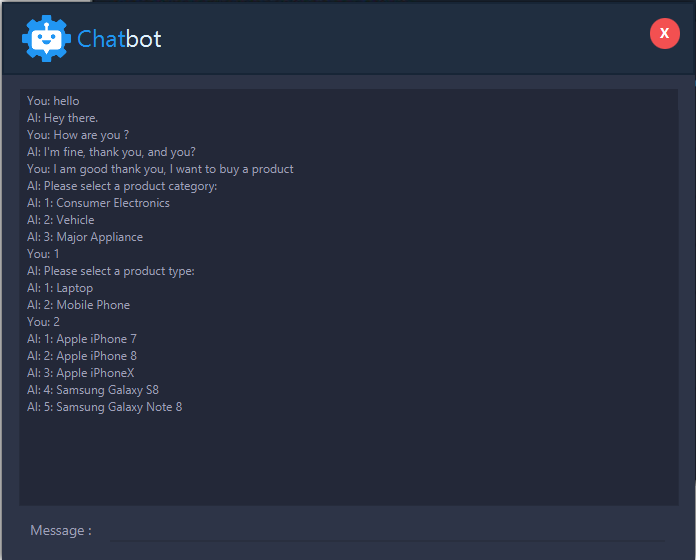 Chatbot
X
You: hello
AI: Hey there.
You: How are you ?
AI: I'm fine, thank you, and you?
You: I am good thank you, I want to buy a product
AI: Please select a product category:
AI: 1: Consumer Electronics
AI: 2: Vehicle
AI: 3: Major Appliance
You: 1
AI: Please select a product type:
AI: 1: Laptop
AI: 2: Mobile Phone
You: 2
AI: 1: Apple iPhone 7
AI: 2: Apple iPhone 8
AI: 3: Apple iPhoneX
AI: 4: Samsung Galaxy S8
AI: 5: Samsung Galaxy Note 8
Message :